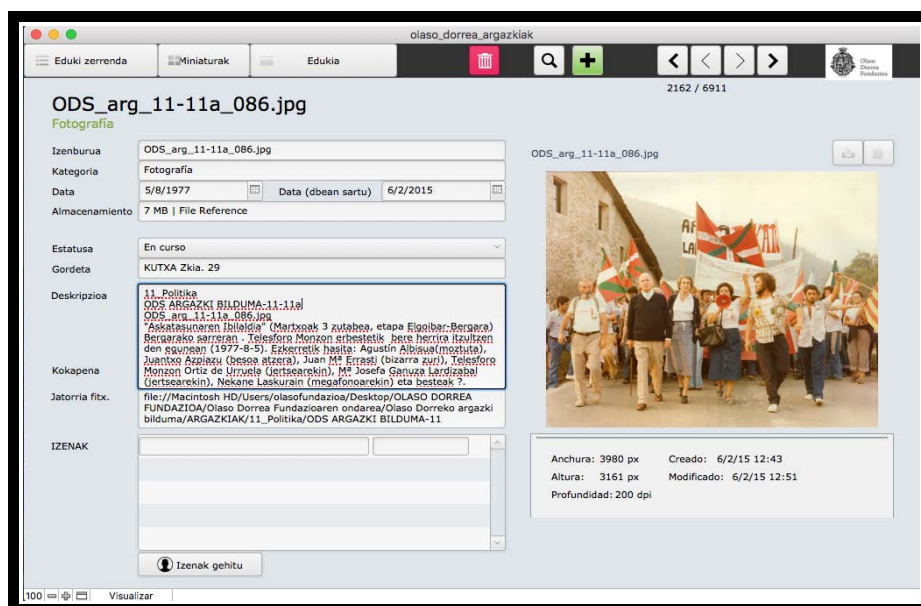 olaso_dorrea_argazkiak
Eduki zerrenda
Miniaturak
Edukia
2162 / 6911
Olaso
Dorrea
Fundazioa
ODS_arg_11-11a_086.jpg
Fotografía
Izenburua ODS_arg_11-11a_086.jpg
Kategoria Fotografía
Data 5/8/1977 Data (dbean sartu) 6/2/2015
Almacenamiento 7 MB | File Reference
Estatusa En curso
Gordeta KUTXA Zkia. 29
Deskripzioa 11_Politika
ODS ARGAZKI BILDUMA-11-11a
ODS_arg_11-11a_086.jpg
"Askatasunaren Ibilaldia" (Martxoak 3 zutabea, etapa Elgoibar-Bergara)
Bergarako sarreran . Telesforo Monzon erbestetik bere herrira itzultzen
den egunean (1977-8-5). Ezkerretik hasita: Agustín Albisua(moztuta),
Juantxo Azpiazu (besoa atzera), Juan Mª Errasti (bizarra zuri), Telesforo
Kokapena Monzon Ortiz de Urruela (jertsearekin), Mª Josefa Ganuza Lardizabal
(jertsearekin), Nekane Laskurain (megafonoarekin) eta besteak ?.
Jatorria fitx. file://Macintosh HD/Users/olasofundazioa/Desktop/OLASO DORREA
FUNDAZIOA/Olaso Dorrea Fundazioaren ondarea/Olaso Dorreko argazki
bilduma/ARGAZKIAK/11_Politika/ODS ARGAZKI BILDUMA-11
IZENAK
Izenak gehitu
ODS_arg_11-11a_086.jpg
Anchura: 3980 px Creado: 6/2/15 12:43
Altura: 3161 px Modificado: 6/2/15 12:51
Profundidad: 200 dpi
100 Visualizar